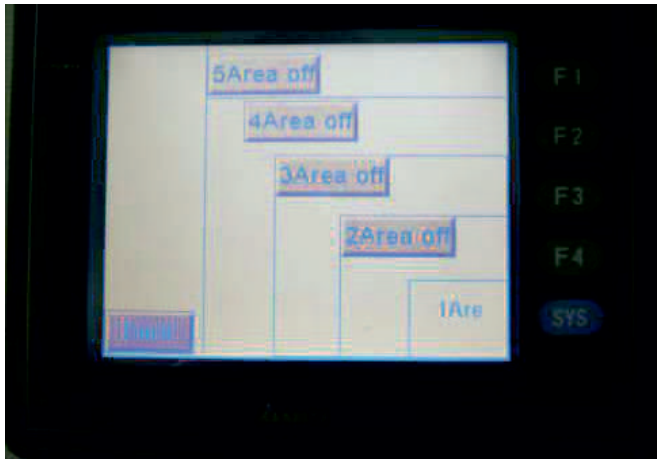 5Area off
F1
4Area off
F2
3Area off
F3
2Area off
F4
1Are
SYS
Back